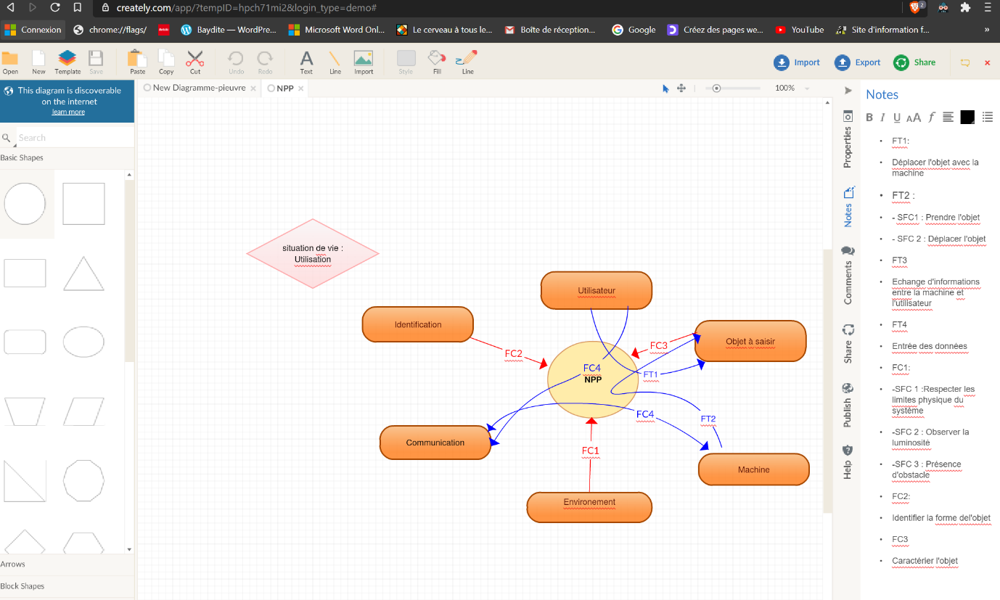 creately.com/app/?tempID=hpch71mi2&login_type=demo#
2
Connexion
chrome://flags/
Baydite — WordPre...
Microsoft Word Onl...
Le cerveau à tous le...
Boîte de réception...
Google
Créez des pages we...
YouTube
Site d'information f...
»
Open
New
Template
Save
Paste
Copy
Cut
Undo
Redo
Text
Line
Import
Style
Fill
Line
Import
Export
Share
This diagram is discoverable
on the internet
learn more
New Diagramme-pieuvre
NPP
100%
Search
Basic Shapes
Arrows
Block Shapes
situation de vie :
Utilisation
Utilisateur
Identification
Objet à saisir
FC2
FC3
FC4
NPP
FT1
FC4
FT2
Communication
FC1
Machine
Environement
Properties
Notes
Comments
Share
Publish
Help
Notes
B I U AA f
• FT1:
• Déplacer l'objet avec la
machine
• FT2 :
• - SFC1 : Prendre l'objet
• - SFC 2 : Déplacer l'objet
• FT3
• Echange d'informations
entre la machine et
l'utilisateur
• FT4
• Entrée des données
• FC1:
• -SFC 1 :Respecter les
limites physique du
système
• -SFC 2 : Observer la
luminosité
• -SFC 3 : Présence
d'obstacle
• FC2:
• Identifier la forme del'objet
• FC3
• Caractérier l'objet